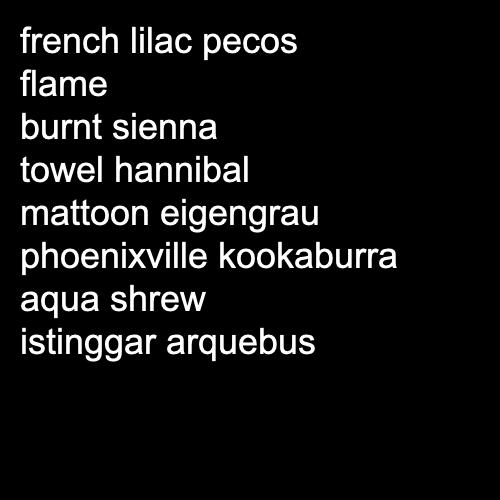 french lilac pecos
flame
burnt sienna
towel hannibal
mattoon eigengrau
phoenixville kookaburra
aqua shrew
istinggar arquebus